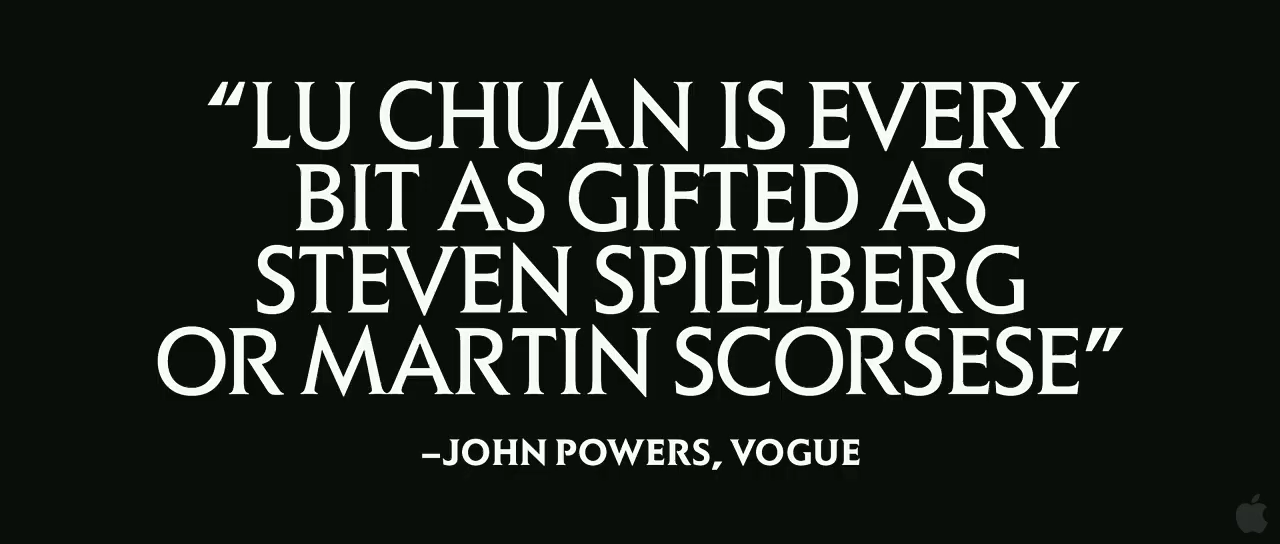 “LU CHUAN IS EVERY
BIT AS GIFTED AS
STEVEN SPIELBERG
OR MARTIN SCORSESE”
–JOHN POWERS, VOGUE